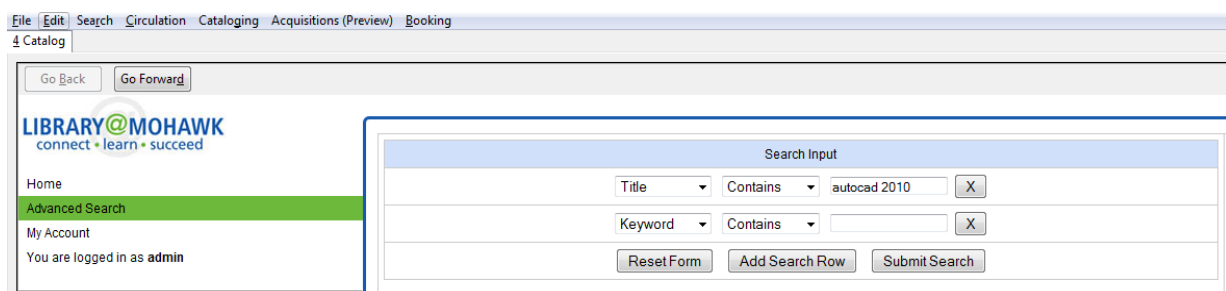 File Edit Search Circulation Cataloging Acquisitions (Preview) Booking
4 Catalog
Go Back Go Forward
LIBRARY@MOHAWK
connect • learn • succeed
Home
Advanced Search
My Account
You are logged in as admin
Search Input
Title Contains autocad 2010 X
Keyword Contains X
Reset Form Add Search Row Submit Search